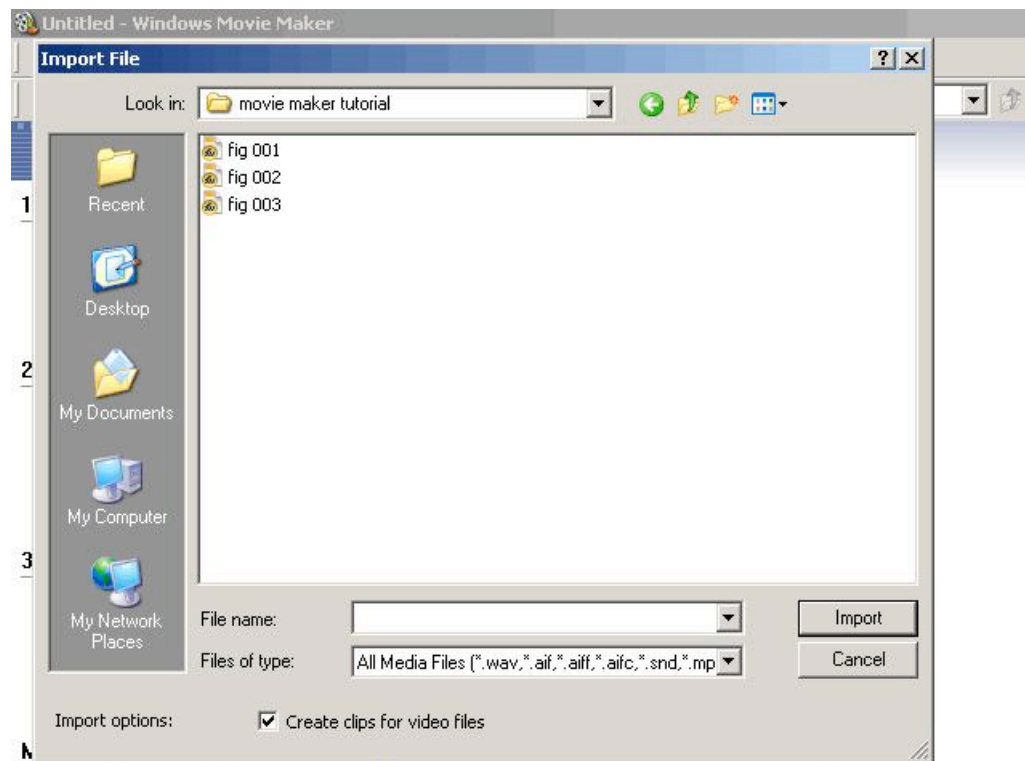 Untitled - Windows Movie Maker
Import File
Look in: movie maker tutorial
fig 001
fig 002
fig 003
Recent
Desktop
My Documents
My Computer
My Network
Places
File name:
Import
Files of type: All Media Files (*.wav,*.aif,*.aiff,*.aifc,*.snd,*.mp
Cancel
Import options: Create clips for video files
1
2
3